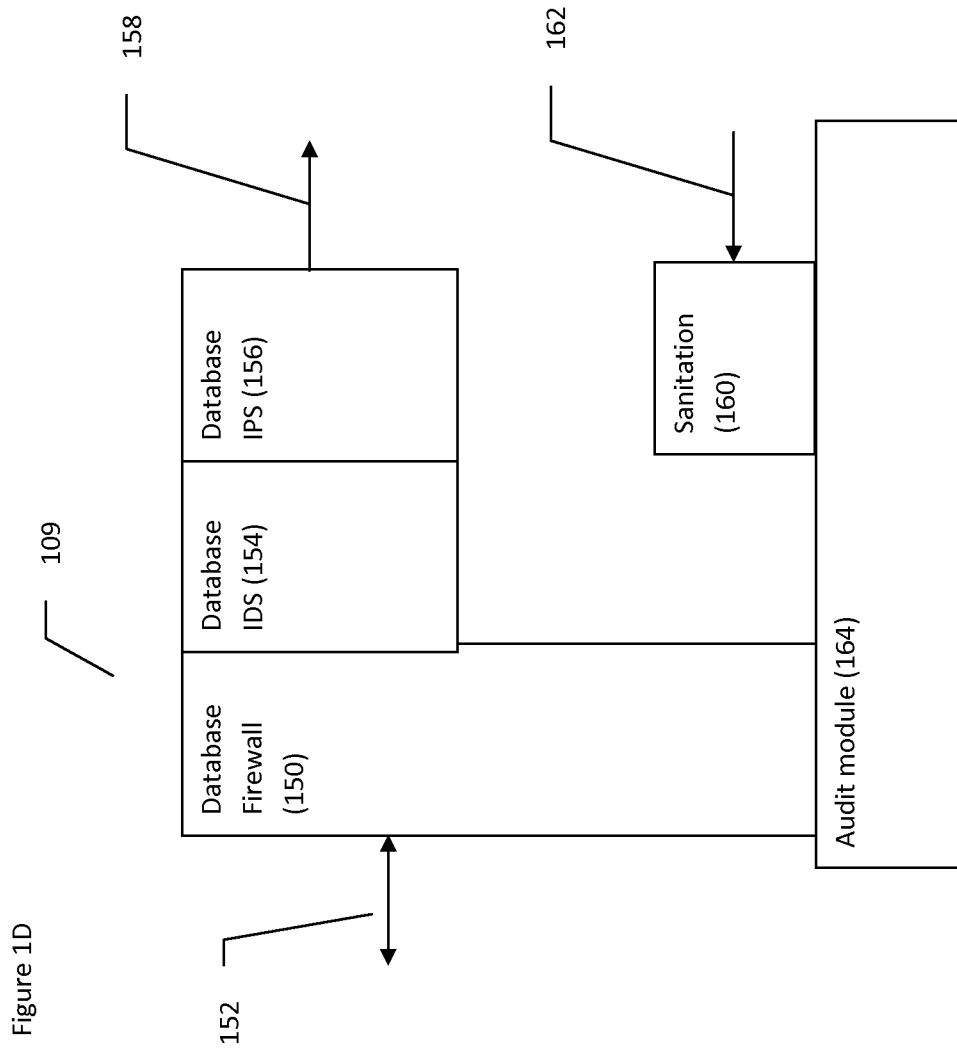 Figure 1D
109
152
158
162
Database
Firewall
(150)
Database
IDS (154)
Database
IPS (156)
Sanitation
(160)
Audit module (164)